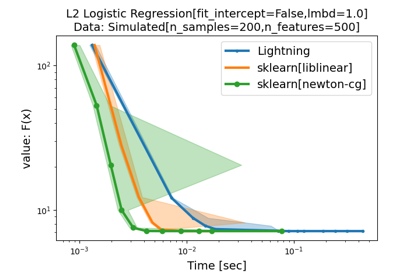 L2 Logistic Regression[fit_intercept=False,lmbd=1.0]
Data: Simulated[n_samples=200,n_features=500]
Lightning
sklearn[liblinear]
sklearn[newton-cg]
value: F(x)
10²
10¹
10⁻³
10⁻²
10⁻¹
Time [sec]